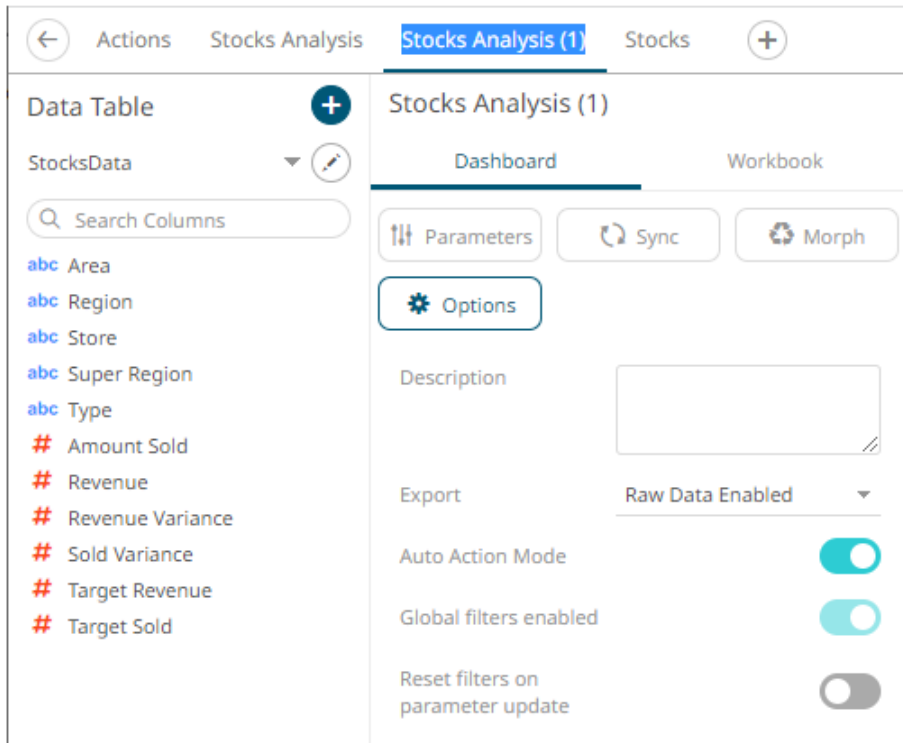 Actions Stocks Analysis Stocks Analysis (1) Stocks
Data Table
StocksData
Search Columns
abc Area
abc Region
abc Store
abc Super Region
abc Type
# Amount Sold
# Revenue
# Revenue Variance
# Sold Variance
# Target Revenue
# Target Sold
Stocks Analysis (1)
Dashboard Workbook
Parameters Sync Morph
Options
Description
Export Raw Data Enabled
Auto Action Mode
Global filters enabled
Reset filters on
parameter update